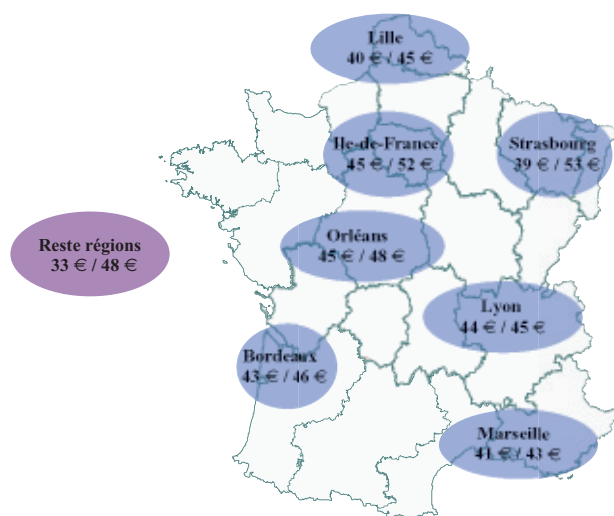 Lille
40 € / 45 €
Ile-de-France
45 € / 52 €
Strasbourg
39 € / 53 €
Reste régions
33 € / 48 €
Orléans
45 € / 48 €
Lyon
44 € / 45 €
Bordeaux
43 € / 46 €
Marseille
41 € / 43 €